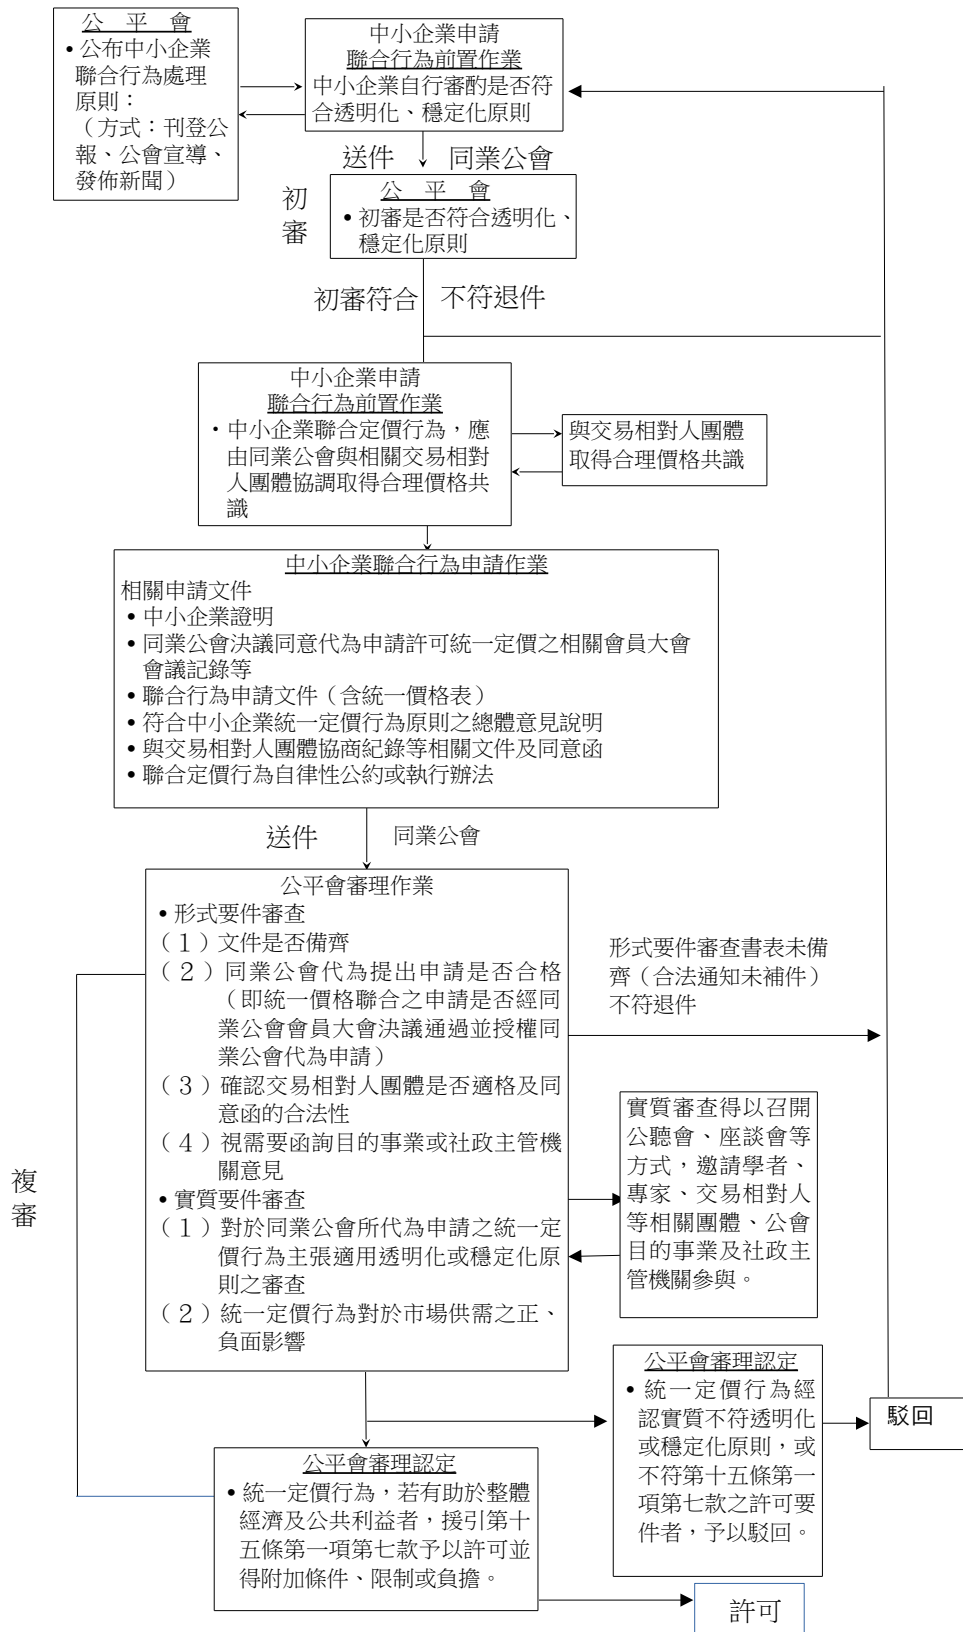 公 平 會
• 公布中小企業
聯合行為處理
原則：
（方式：刊登公
報、公會宣導、
發佈新聞）
中小企業申請
聯合行為前置作業
中小企業自行審酌是否符
合透明化、穩定化原則
送件 同業公會
初
審
公 平 會
• 初審是否符合透明化、
穩定化原則
初審符合 不符退件
中小企業申請
聯合行為前置作業
• 中小企業聯合定價行為，應
由同業公會與相關交易相對
人團體協調取得合理價格共
識
與交易相對人團體
取得合理價格共識
中小企業聯合行為申請作業
相關申請文件
• 中小企業證明
• 同業公會決議同意代為申請許可統一定價之相關會員大會
會議記錄等
• 聯合行為申請文件（含統一價格表）
• 符合中小企業統一定價行為原則之總體意見說明
• 與交易相對人團體協商紀錄等相關文件及同意函
• 聯合定價行為自律性公約或執行辦法
送件 同業公會
公平會審理作業
• 形式要件審查
（１）文件是否備齊
（２）同業公會代為提出申請是否合格
（即統一價格聯合之申請是否經同
業公會會員大會決議通過並授權同
業公會代為申請）
（３）確認交易相對人團體是否適格及同
意函的合法性
（４）視需要函詢目的事業或社政主管機
關意見
• 實質要件審查
（１）對於同業公會所代為申請之統一定
價行為主張適用透明化或穩定化原
則之審查
（２）統一定價行為對於市場供需之正、
負面影響
形式要件審查書表未備
齊（合法通知未補件）
不符退件
實質審查得以召開
公聽會、座談會等
方式，邀請學者、
專家、交易相對人
等相關團體、公會
目的事業及社政主
管機關參與。
複
審
公平會審理認定
• 統一定價行為經
認實質不符透明化
或穩定化原則，或
不符第十五條第一
項第七款之許可要
件者，予以駁回。
駁回
公平會審理認定
• 統一定價行為，若有助於整體
經濟及公共利益者，援引第十
五條第一項第七款予以許可並
得附加條件、限制或負擔。
許可